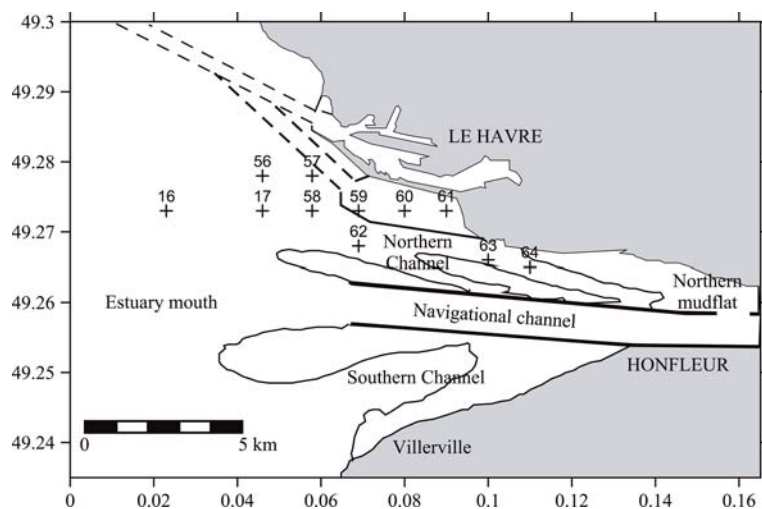 49.3
49.29
49.28
49.27
49.26
49.25
49.24
LE HAVRE
56 57
16 17 58 59 60 61
62 63 64
Northern
Channel
Northern
mudflat
Estuary mouth
Navigational channel
HONFLEUR
Southern Channel
Villerville
0 5 km
0 0.02 0.04 0.06 0.08 0.1 0.12 0.14 0.16